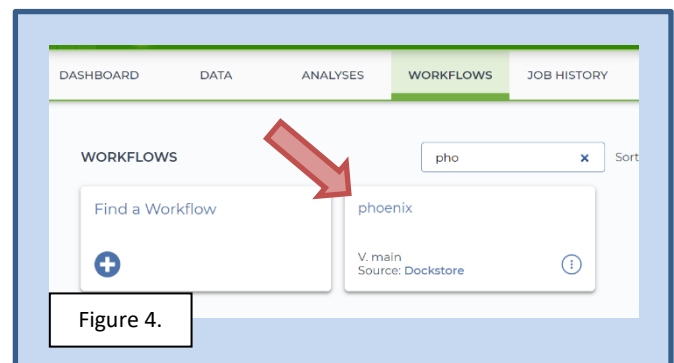 DASHBOARD DATA ANALYSES WORKFLOWS JOB HISTORY
WORKFLOWS pho × Sort
Find a Workflow phoenix
V. main
Source: Dockstore
Figure 4.